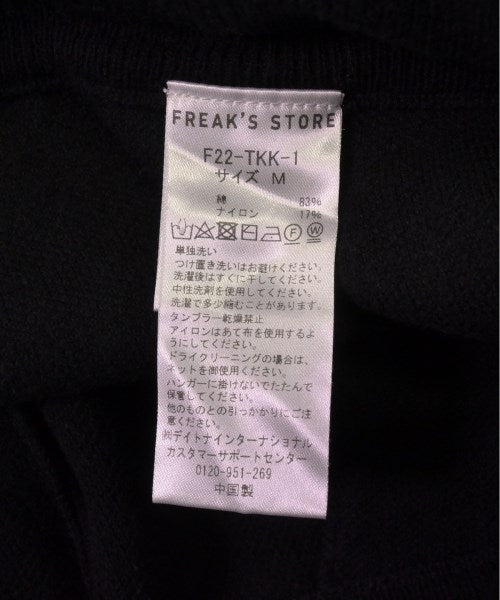 FREAK'S STORE
F22-TKK-1
サイズ M
綿 83%
ナイロン 17%
単独洗い
つけ置き洗いはお避けください。
洗濯後はすぐに干してください。
中性洗剤を使用してください。
洗濯で多少縮むことがあります。
タンブラー乾燥禁止
アイロンはあて布を使用するよ
うにしてください。
ドライクリーニングの場合は、
ネットを御使用ください。
ハンガーに掛けないでたたんで
保管してください。
他のものとの引っかかりにご注
意ください。
㈱デイトナインターナショナル
カスタマーサポートセンター
0120-951-269
中国製